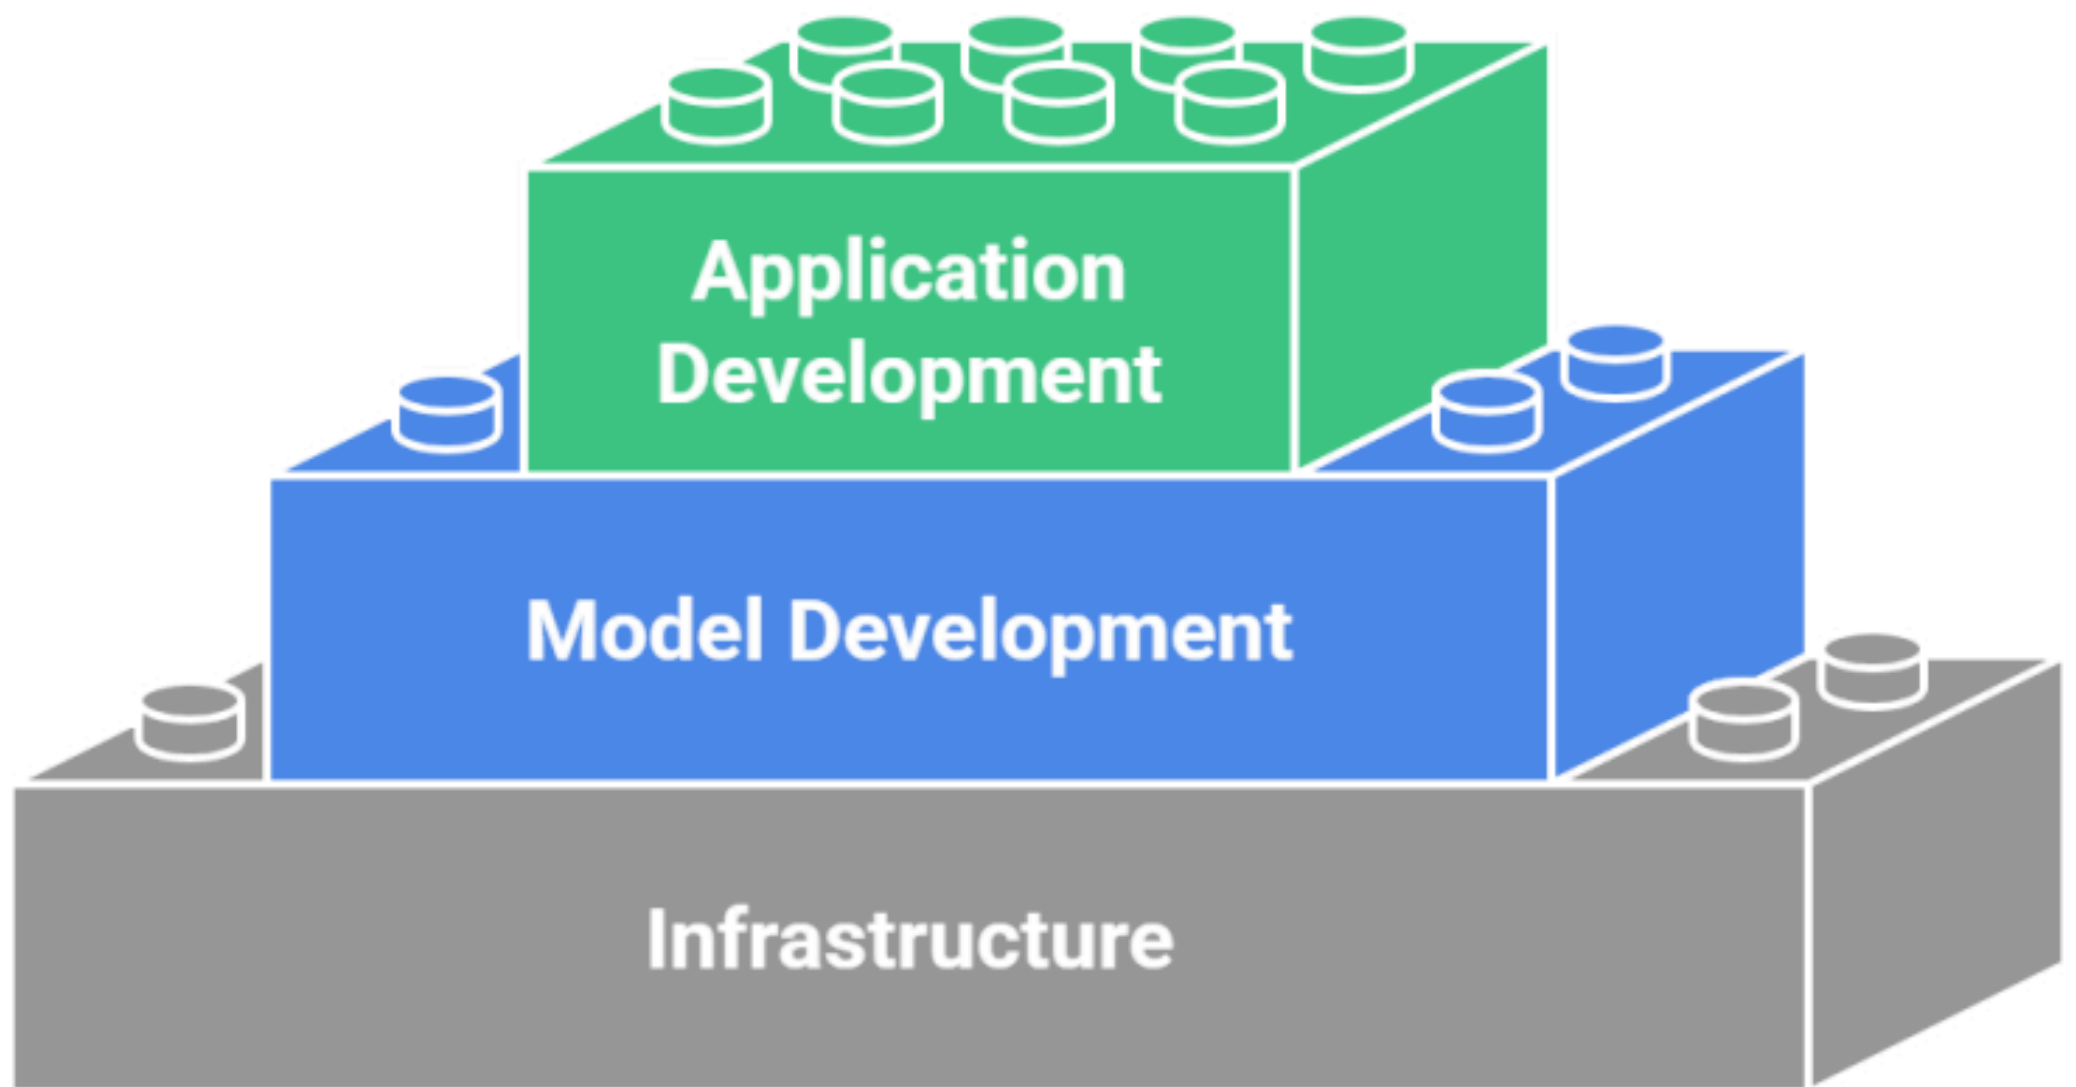 Application
Development
Model Development
Infrastructure